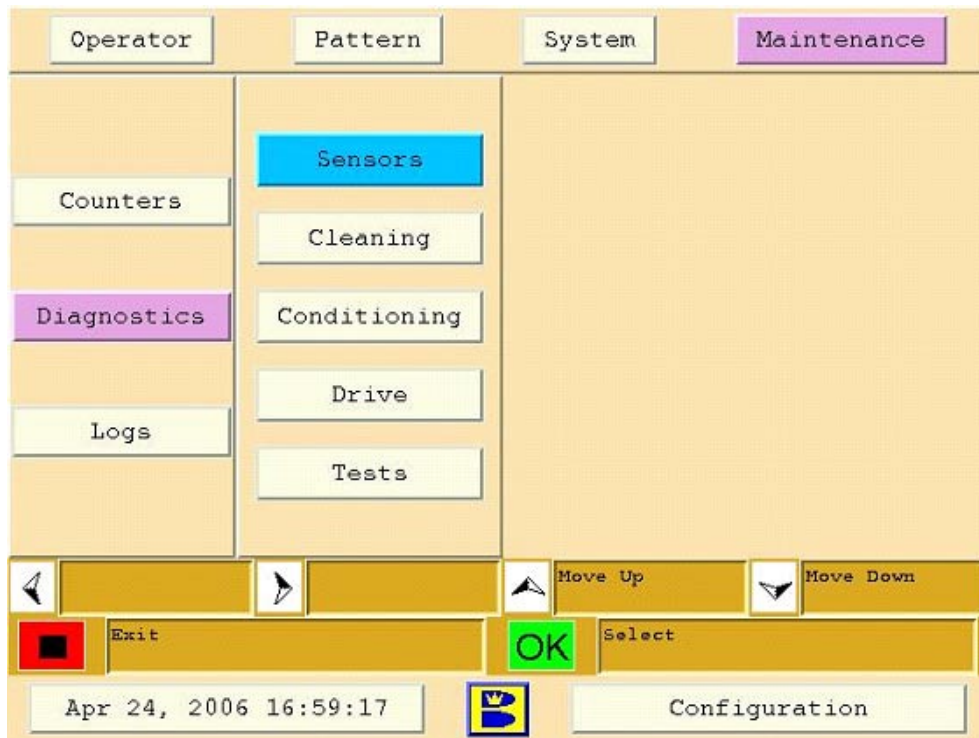 Operator Pattern System Maintenance
Sensors
Counters
Cleaning
Diagnostics Conditioning
Drive
Logs
Tests
Move Up Move Down
Exit OK Select
Apr 24, 2006 16:59:17 Configuration